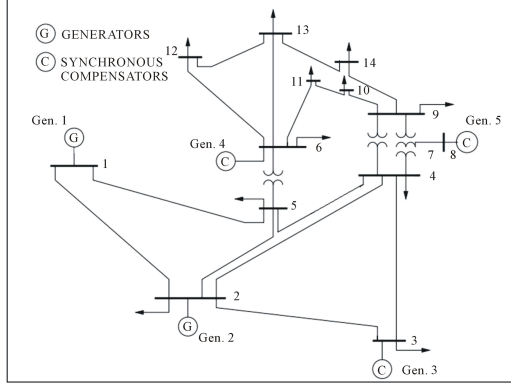 G GENERATORS
C SYNCHRONOUS
COMPENSATORS
13
12
14
11
10
9
Gen. 1
G
1
Gen. 4
C
6
Gen. 5
C
7
8
4
5
2
G
Gen. 2
3
C
Gen. 3